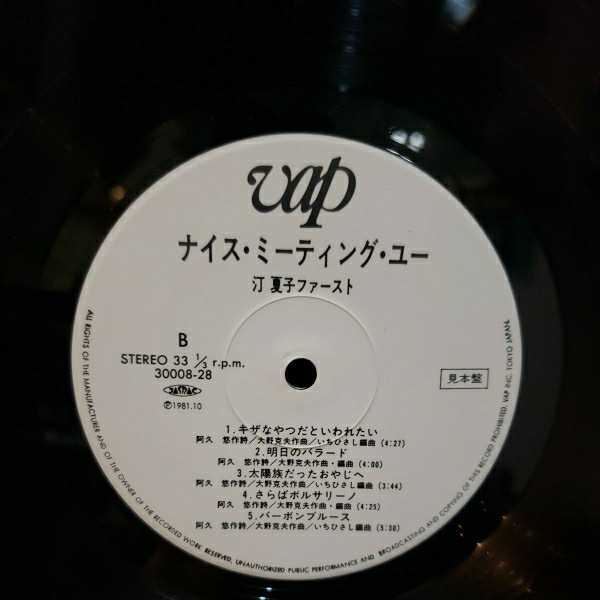 vap
ナイス・ミーティング・ユー
汀 夏子ファースト
B
STEREO 33 1/3 r.p.m.
30008-28
JASRAC
Ⓟ1981.10
見本盤
1.キザなやつだといわれたい
阿久 悠作詩／大野克夫作曲／いちひさし編曲 (4:27)
2.明日のバラード
阿久 悠作詩／大野克夫作曲・編曲 (4:00)
3.太陽族だったおやじへ
阿久 悠作詩／大野克夫作曲／いちひさし編曲 (3:44)
4.さらばボルサリーノ
阿久 悠作詩／大野克夫作曲・編曲 (4:25)
5.バーボンブルース
阿久 悠作詩／大野克夫作曲／いちひさし編曲 (3:30)
ALL RIGHTS OF THE MANUFACTURER AND OF THE OWNER OF THE RECORDED WORK RESERVED, UNAUTHORIZED PUBLIC PERFORMANCE AND BROADCASTING AND COPYING OF THIS RECORD PROHIBITED. VAP INC. TOKYO JAPAN.